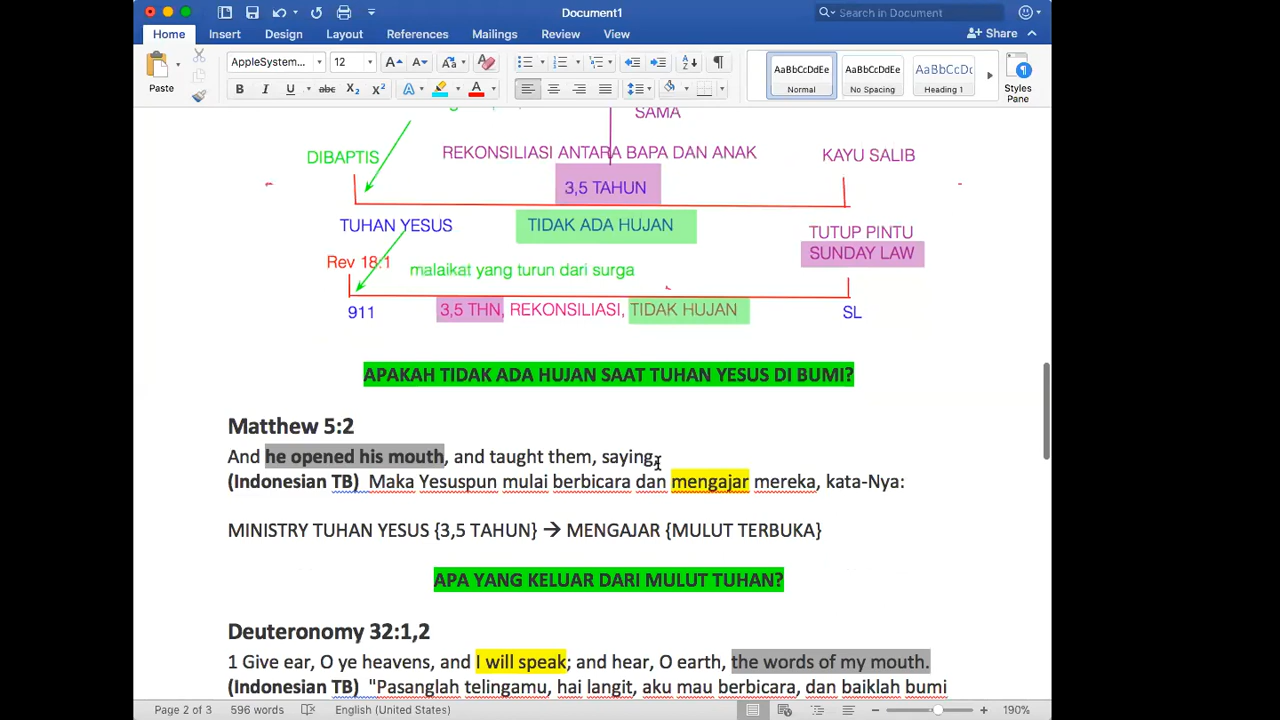 Document1
Search in Document
Home Insert Design Layout References Mailings Review View
Share
Paste
AppleSystem... 12
B I U abc X₂ X²
AaBbCcDdEe AaBbCcDdEe AaBbCcDc
Normal No Spacing Heading 1
Styles Pane
SAMA
DIBAPTIS REKONSILIASI ANTARA BAPA DAN ANAK KAYU SALIB
3,5 TAHUN
TUHAN YESUS TIDAK ADA HUJAN TUTUP PINTU
SUNDAY LAW
Rev 18:1 malaikat yang turun dari surga
911 3,5 THN, REKONSILIASI, TIDAK HUJAN SL
APAKAH TIDAK ADA HUJAN SAAT TUHAN YESUS DI BUMI?
Matthew 5:2
And he opened his mouth, and taught them, saying,
(Indonesian TB) Maka Yesuspun mulai berbicara dan mengajar mereka, kata-Nya:
MINISTRY TUHAN YESUS {3,5 TAHUN} → MENGAJAR {MULUT TERBUKA}
APA YANG KELUAR DARI MULUT TUHAN?
Deuteronomy 32:1,2
1 Give ear, O ye heavens, and I will speak; and hear, O earth, the words of my mouth.
(Indonesian TB) "Pasanglah telingamu, hai langit, aku mau berbicara, dan baiklah bumi
Page 2 of 3 596 words English (United States) 190%